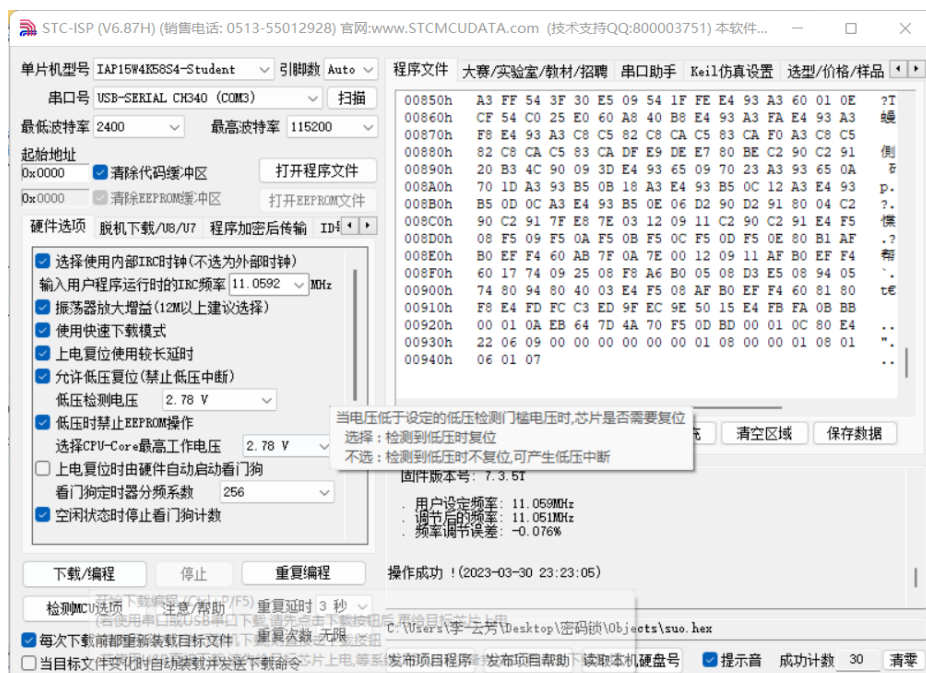 STC-ISP (V6.87H) (销售电话: 0513-55012928) 官网:www.STCMCUDATA.com (技术支持QQ:800003751) 本软件...
单片机型号 IAP15W4K58S4-Student 引脚数 Auto
串口号 USB-SERIAL CH340 (COM3) 扫描
最低波特率 2400 最高波特率 115200
起始地址
0x0000 清除代码缓冲区 打开程序文件
0x0000 清除EEPROM缓冲区 打开EEPROM文件
硬件选项 脱机下载/U8/U7 程序加密后传输
选择使用内部IRC时钟(不选为外部时钟)
输入用户程序运行时的IRC频率 11.0592 MHz
振荡器放大增益(12M以上建议选择)
使用快速下载模式
上电复位使用较长延时
允许低压复位(禁止低压中断)
低压检测电压 2.78 V
低压时禁止EEPROM操作
选择CPU-Core最高工作电压 2.78 V
上电复位时由硬件自动启动看门狗
看门狗定时器分频系数 256
空闲状态时停止看门狗计数
下载/编程 停止 重复编程
检测MCU选项 注意/帮助 重复延时 3 秒
重复次数 无限
每次下载前都重新装载目标文件
当目标文件变化时自动装载并发送下载命令
程序文件 大赛/实验室/教材/招聘 串口助手 Keil仿真设置 选型/价格/样品
00850h A3 FF 54 3F 30 E5 09 54 1F FE E4 93 A3 60 01 0E ?T
00860h CF 54 C0 25 E0 60 A8 40 B8 E4 93 A3 FA E4 93 A3
00870h F8 E4 93 A3 C8 C5 82 C8 CA C5 83 CA F0 A3 C8 C5
00880h 82 C8 CA C5 83 CA DF E9 DE E7 80 BE C2 90 C2 91
00890h 20 B3 4C 90 09 3D E4 93 65 09 70 23 A3 93 65 0A
008A0h 70 1D A3 93 B5 0B 18 A3 E4 93 B5 0C 12 A3 E4 93 p.
008B0h B5 0D 0C A3 E4 93 B5 0E 06 D2 90 D2 91 80 04 C2 ?.
008C0h 90 C2 91 7F E8 7E 03 12 09 11 C2 90 C2 91 E4 F5
008D0h 08 F5 09 F5 0A F5 0B F5 0C F5 0D F5 0E 80 B1 AF .?
008E0h B0 EF F4 60 AB 7F 0A 7E 00 12 09 11 AF B0 EF F4 帮
008F0h 60 17 74 09 25 08 F8 A6 B0 05 08 D3 E5 08 94 05 `.
00900h 74 80 94 80 40 03 E4 F5 08 AF B0 EF F4 60 81 80 t€
00910h F8 E4 FD FC C3 ED 9F EC 9E 50 15 E4 FB FA 0B BB
00920h 00 01 0A EB 64 7D 4A 70 F5 0D BD 00 01 0C 80 E4 ..
00930h 22 06 09 00 00 00 00 00 00 01 08 00 00 01 08 01 ".
00940h 06 01 07 ..
当电压低于设定的低压检测门槛电压时,芯片是否需要复位
选择：检测到低压时复位
不选：检测到低压时不复位,可产生低压中断
清空区域 保存数据
固件版本号: 7.3.5T
. 用户设定频率: 11.059MHz
. 调节后的频率: 11.051MHz
. 频率调节误差: -0.076%
操作成功 !(2023-03-30 23:23:05)
C:\Users\李一云芳\Desktop\密码锁\Objects\suo.hex
发布项目程序 发布项目帮助 读取本机硬盘号 提示音 成功计数 30 清零